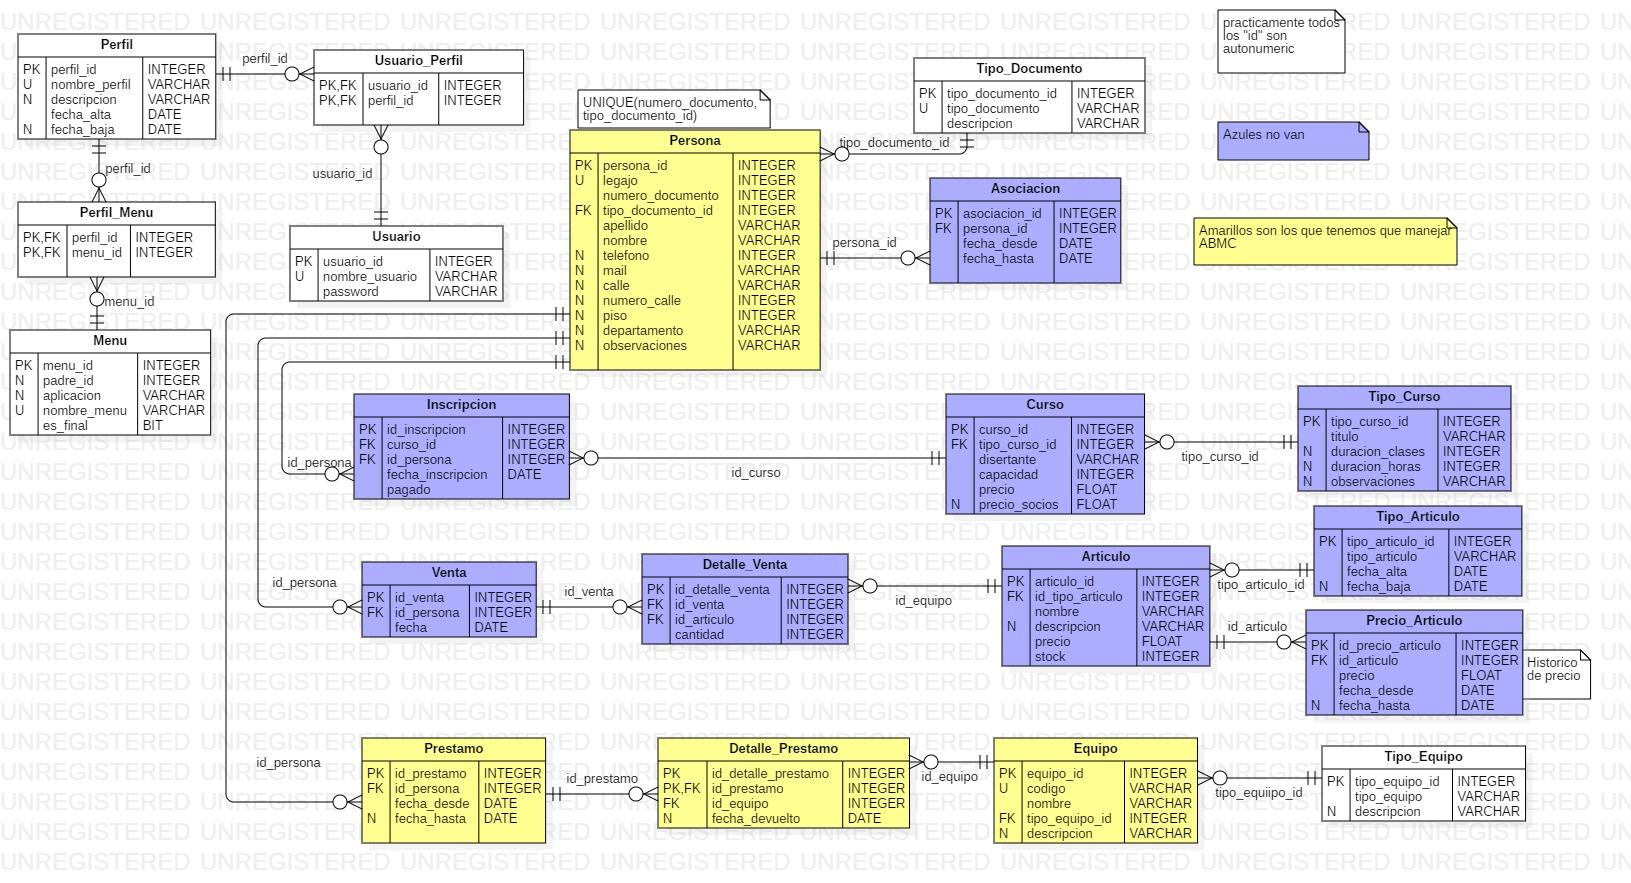 Perfil
PK perfil_id INTEGER
U nombre_perfil VARCHAR
N descripcion VARCHAR
fecha_alta DATE
N fecha_baja DATE
perfil_id
Usuario_Perfil
PK,FK usuario_id INTEGER
PK,FK perfil_id INTEGER
usuario_id
Usuario
PK usuario_id INTEGER
U nombre_usuario VARCHAR
password VARCHAR
perfil_id
Perfil_Menu
PK,FK perfil_id INTEGER
PK,FK menu_id INTEGER
menu_id
Menu
PK menu_id INTEGER
N padre_id INTEGER
N aplicacion VARCHAR
U nombre_menu VARCHAR
es_final BIT
UNIQUE(numero_documento,
tipo_documento_id)
Persona
PK persona_id INTEGER
U legajo INTEGER
numero_documento INTEGER
FK tipo_documento_id INTEGER
apellido VARCHAR
nombre VARCHAR
N telefono INTEGER
N mail VARCHAR
N calle VARCHAR
N numero_calle INTEGER
N piso INTEGER
N departamento VARCHAR
N observaciones VARCHAR
Tipo_Documento
PK tipo_documento_id INTEGER
U tipo_documento VARCHAR
descripcion VARCHAR
tipo_documento_id
Asociacion
PK asociacion_id INTEGER
FK persona_id INTEGER
fecha_desde DATE
fecha_hasta DATE
persona_id
practicamente todos
los "id" son
autonumeric
Azules no van
Amarillos son los que tenemos que manejar
ABMC
Inscripcion
PK id_inscripcion INTEGER
FK curso_id INTEGER
FK id_persona INTEGER
fecha_inscripcion DATE
pagado
id_persona
id_curso
Curso
PK curso_id INTEGER
FK tipo_curso_id INTEGER
disertante VARCHAR
capacidad INTEGER
precio FLOAT
N precio_socios FLOAT
tipo_curso_id
Tipo_Curso
PK tipo_curso_id INTEGER
titulo VARCHAR
N duracion_clases INTEGER
N duracion_horas INTEGER
N observaciones VARCHAR
id_persona
Venta
PK id_venta INTEGER
FK id_persona INTEGER
fecha DATE
id_venta
Detalle_Venta
PK id_detalle_venta INTEGER
FK id_venta INTEGER
FK id_articulo INTEGER
cantidad INTEGER
id_equipo
Articulo
PK articulo_id INTEGER
FK id_tipo_articulo INTEGER
nombre VARCHAR
N descripcion VARCHAR
precio FLOAT
stock INTEGER
tipo_articulo_id
Tipo_Articulo
PK tipo_articulo_id INTEGER
tipo_articulo VARCHAR
fecha_alta DATE
N fecha_baja DATE
id_articulo
Precio_Articulo
PK id_precio_articulo INTEGER
FK id_articulo INTEGER
precio FLOAT
fecha_desde DATE
N fecha_hasta DATE
Historico
de precio
id_persona
Prestamo
PK id_prestamo INTEGER
FK id_persona INTEGER
fecha_desde DATE
N fecha_hasta DATE
id_prestamo
Detalle_Prestamo
PK id_detalle_prestamo INTEGER
PK,FK id_prestamo INTEGER
FK id_equipo INTEGER
N fecha_devuelto DATE
id_equipo
Equipo
PK equipo_id INTEGER
U codigo VARCHAR
nombre VARCHAR
FK tipo_equipo_id INTEGER
N descripcion VARCHAR
tipo_equiipo_id
Tipo_Equipo
PK tipo_equipo_id INTEGER
tipo_equipo VARCHAR
N descripcion VARCHAR
UNREGISTERED